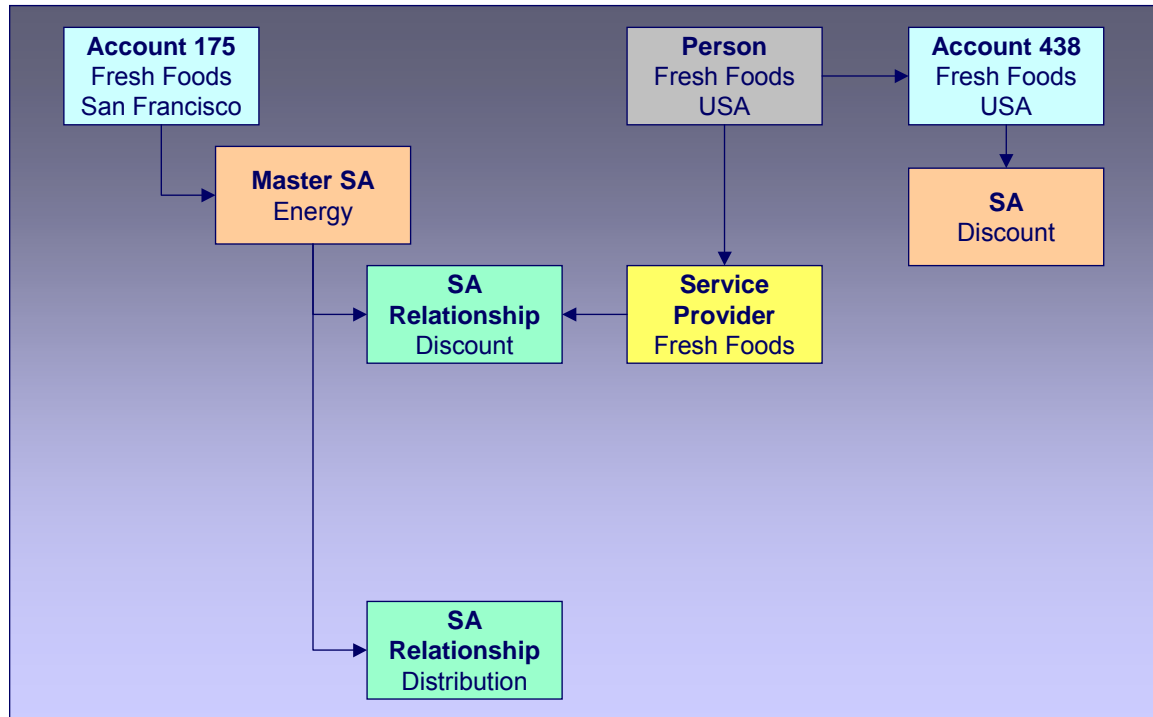 Account 175
Fresh Foods
San Francisco
Person
Fresh Foods
USA
Account 438
Fresh Foods
USA
Master SA
Energy
SA
Discount
SA
Relationship
Discount
Service
Provider
Fresh Foods
SA
Relationship
Distribution